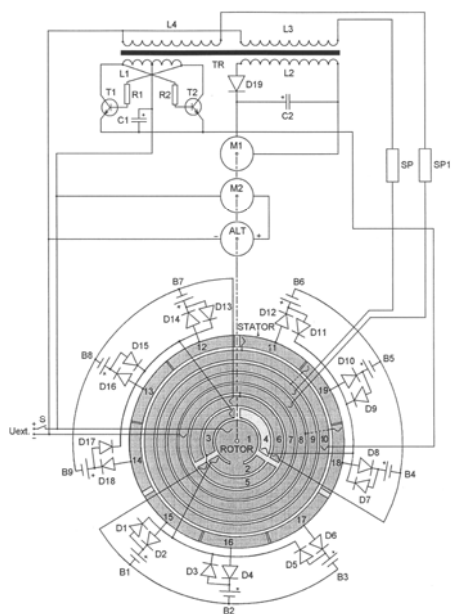 L4
L3
TR
L1
L2
D19
T1
R1
R2
T2
C1
+
+
C2
M1
SP
SP1
M2
ALT
−
+
B7
B6
D13
D14
STATOR
D12
D11
12
11
B8
D15
D16
13
D10
D9
19
B5
S
Uext.
D17
D18
B9
14
3
1
4
6
7
8
9
10
ROTOR
2
5
18
D8
D7
B4
15
17
16
D1
D2
D3
D4
D5
D6
B1
B2
B3